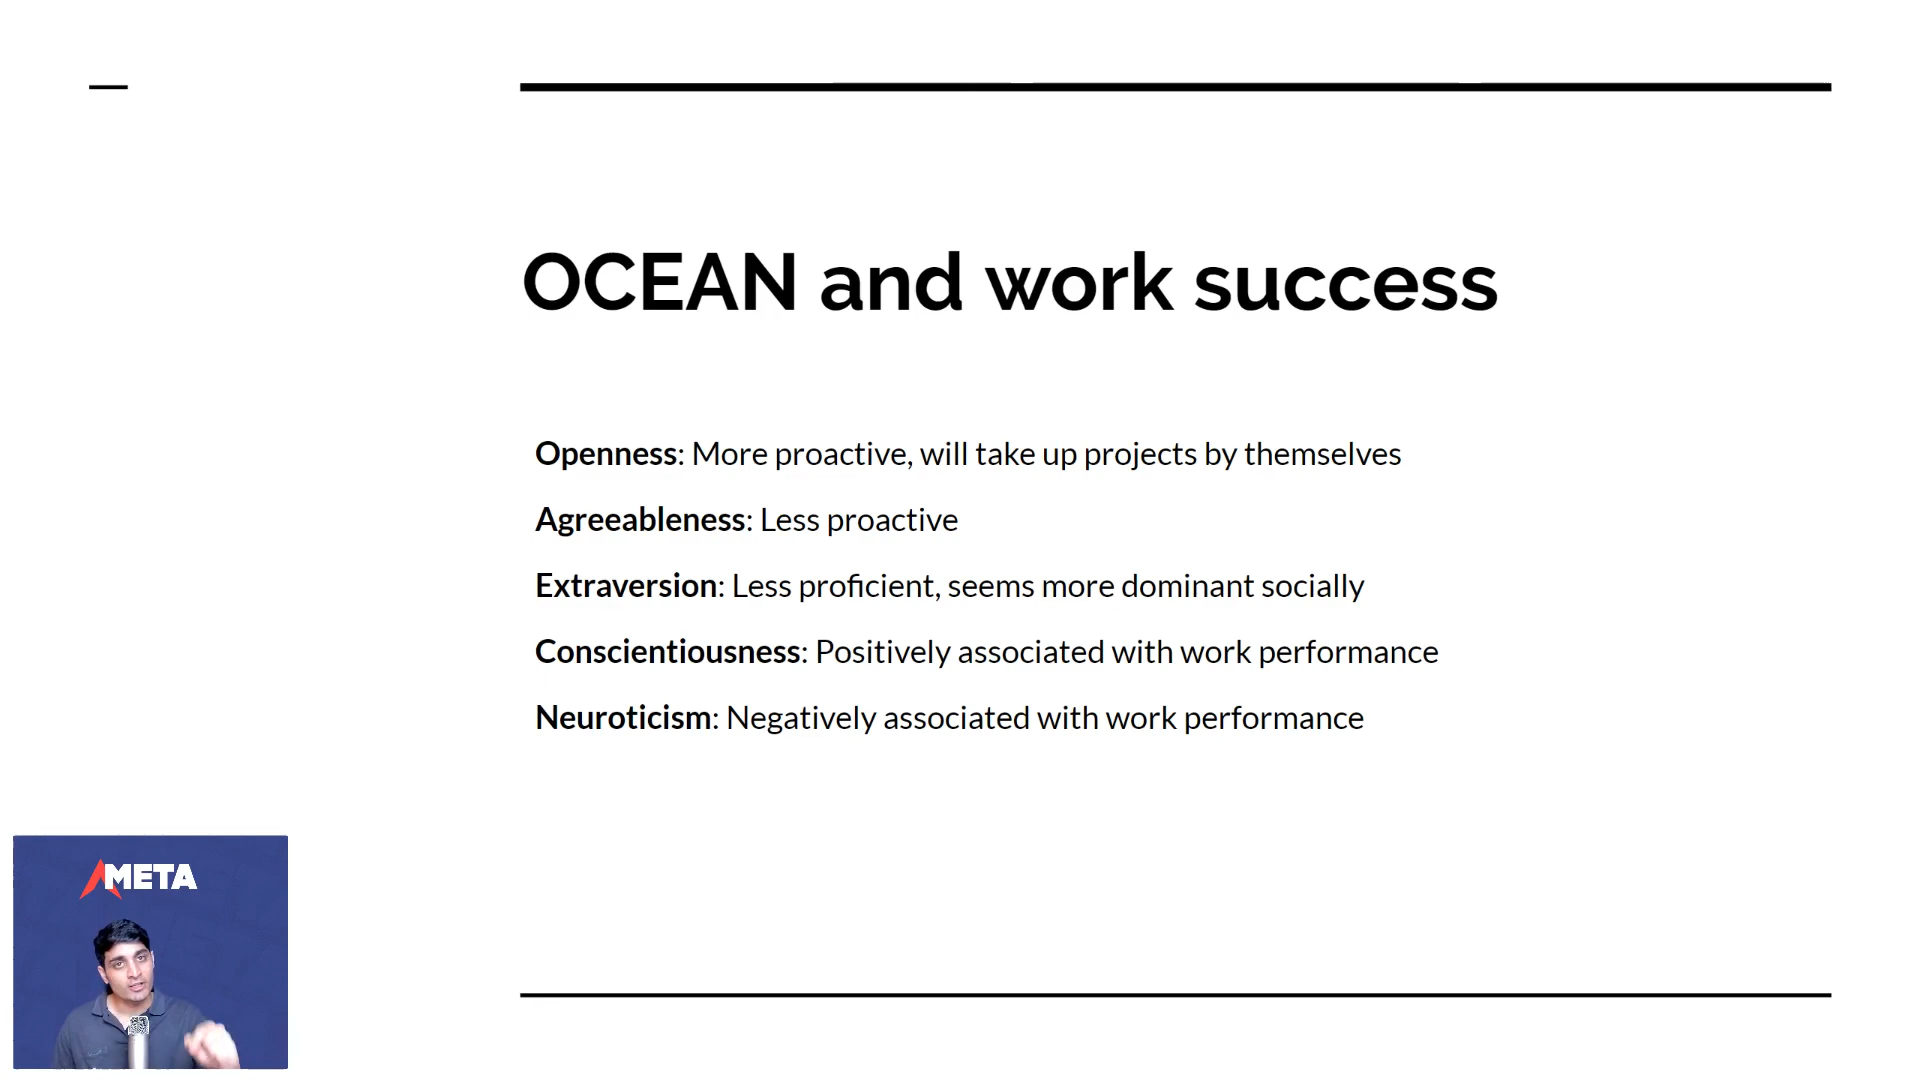 OCEAN and work success
Openness: More proactive, will take up projects by themselves
Agreeableness: Less proactive
Extraversion: Less proficient, seems more dominant socially
Conscientiousness: Positively associated with work performance
Neuroticism: Negatively associated with work performance
META